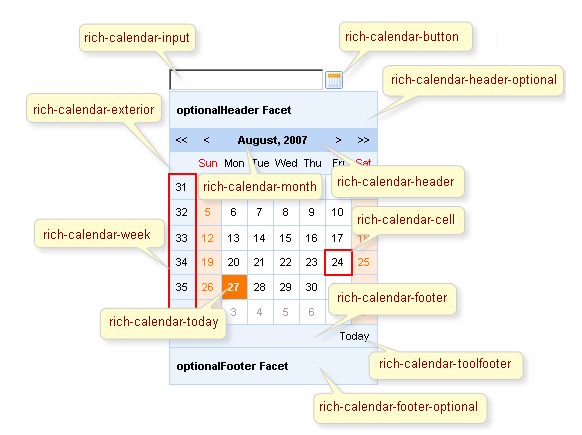 rich-calendar-input
rich-calendar-button
rich-calendar-header-optional
rich-calendar-exterior
optionalHeader Facet
<< < August, 2007 > >>
Sun Mon Tue Wed Thu Fri Sat
rich-calendar-month
rich-calendar-header
31
32 5 6 7 8 9 10
rich-calendar-cell
rich-calendar-week
33 12 13 14 15 16 17 18
34 19 20 21 22 23 24 25
35 26 27 28 29 30
rich-calendar-footer
3 4 5 6
rich-calendar-today
Today
rich-calendar-toolfooter
optionalFooter Facet
rich-calendar-footer-optional